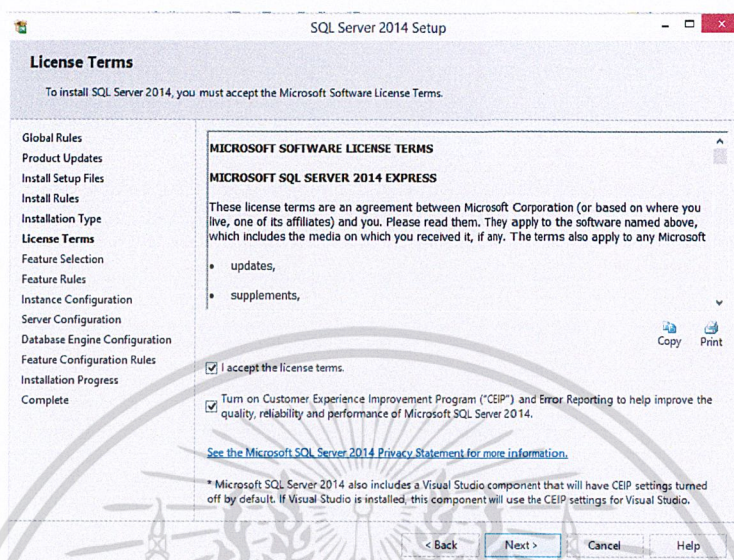 SQL Server 2014 Setup
License Terms
To install SQL Server 2014, you must accept the Microsoft Software License Terms.
Global Rules
Product Updates
Install Setup Files
Install Rules
Installation Type
License Terms
Feature Selection
Feature Rules
Instance Configuration
Server Configuration
Database Engine Configuration
Feature Configuration Rules
Installation Progress
Complete
MICROSOFT SOFTWARE LICENSE TERMS
MICROSOFT SQL SERVER 2014 EXPRESS
These license terms are an agreement between Microsoft Corporation (or based on where you
live, one of its affiliates) and you. Please read them. They apply to the software named above,
which includes the media on which you received it, if any. The terms also apply to any Microsoft
• updates,
• supplements,
Copy Print
I accept the license terms.
Turn on Customer Experience Improvement Program ("CEIP") and Error Reporting to help improve the
quality, reliability and performance of Microsoft SQL Server 2014.
See the Microsoft SQL Server 2014 Privacy Statement for more information.
* Microsoft SQL Server 2014 also includes a Visual Studio component that will have CEIP settings turned
off by default. If Visual Studio is installed, this component will use the CEIP settings for Visual Studio.
< Back Next > Cancel Help